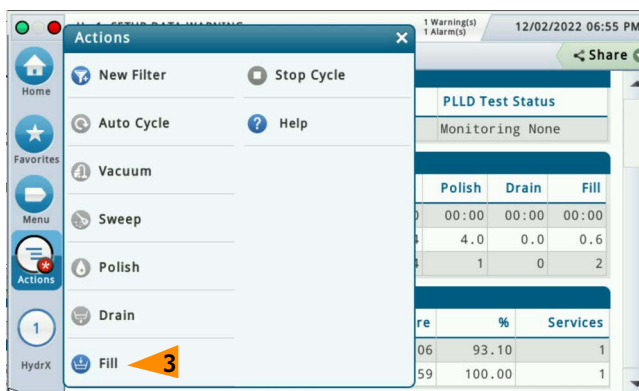 1 Warning(s)
1 Alarm(s)
12/02/2022 06:55 PM
Actions
×
Share
Home
New Filter
Stop Cycle
PLLD Test Status
Auto Cycle
Help
Monitoring None
Favorites
Vacuum
Polish Drain Fill
Menu
Sweep
00:00 00:00 00:00
4.0 0.0 0.6
Polish
1 0 2
Actions
Drain
% Services
1
06 93.10 1
HydrX
Fill
3
59 100.00 1